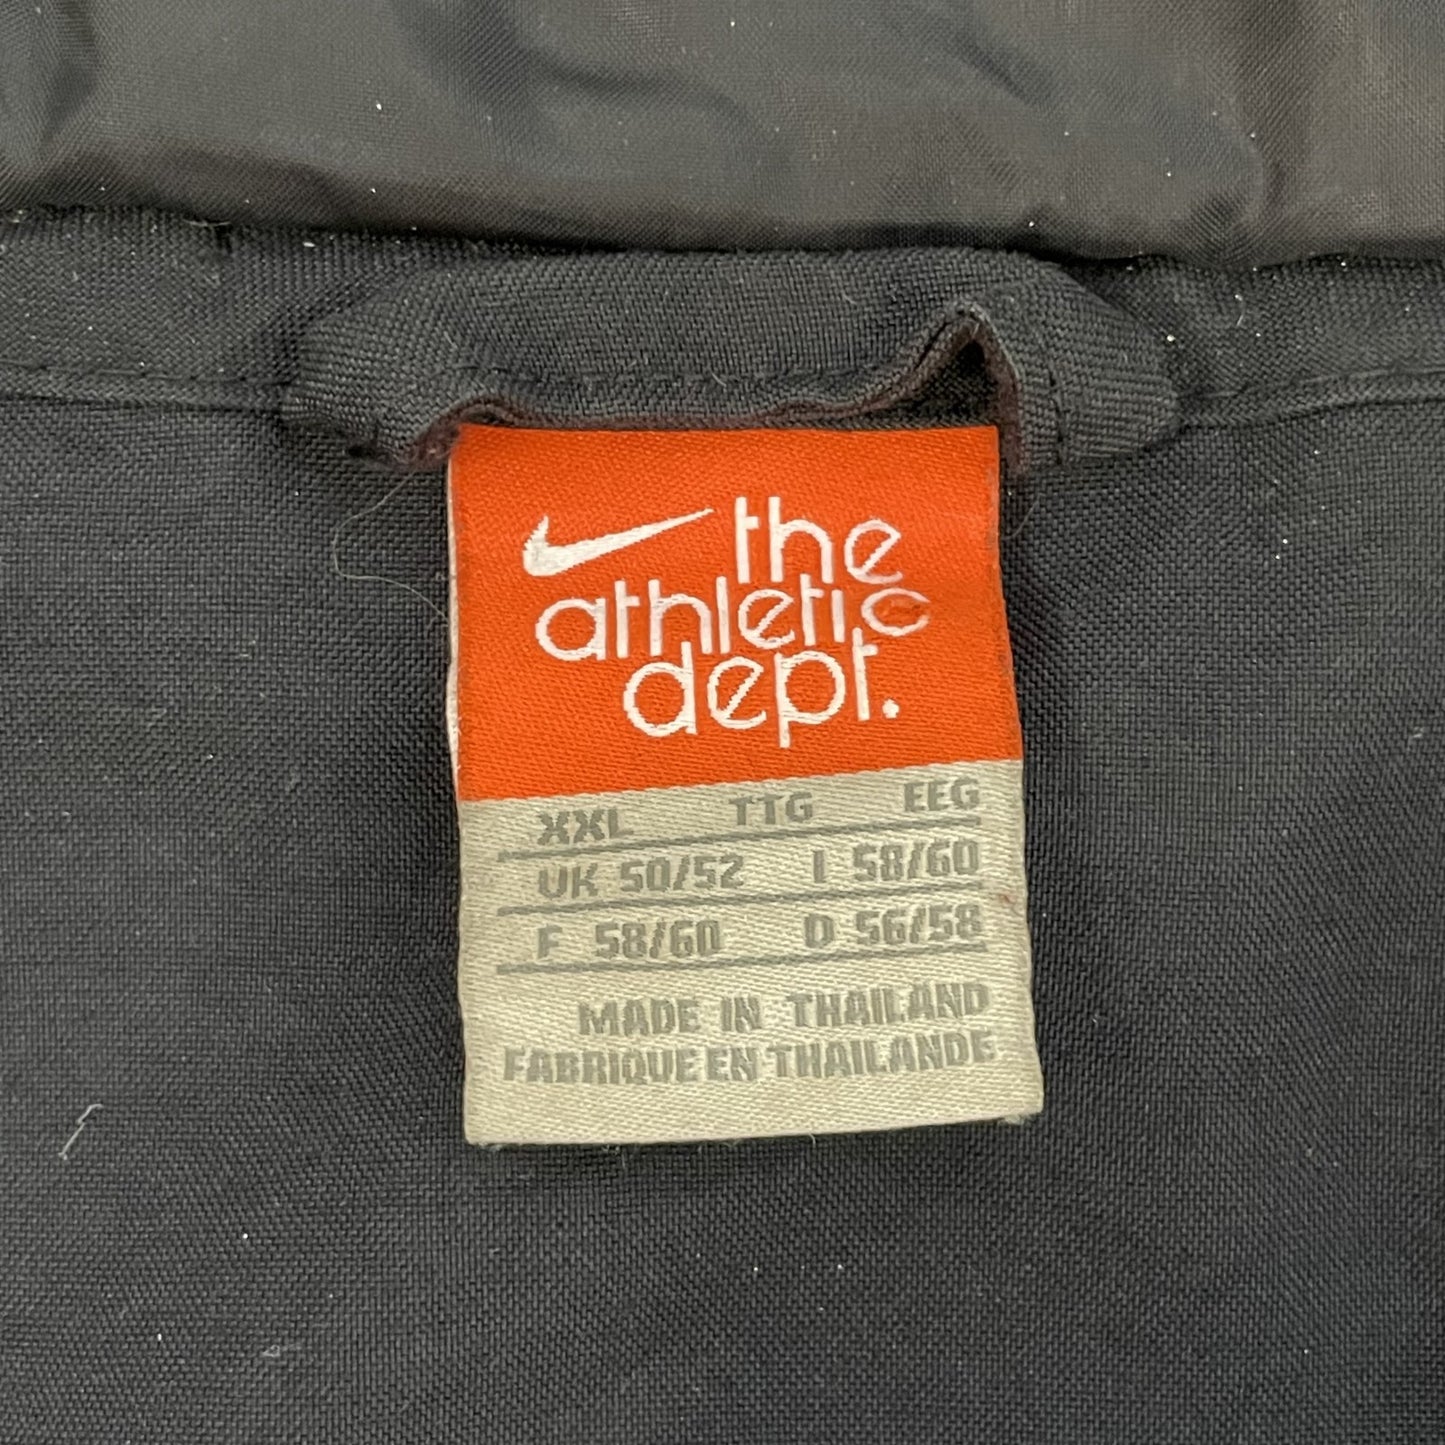 the
athletic
dept.
XXL TTG EEG
UK 50/52 I 58/60
F 58/60 D 56/58
MADE IN THAILAND
FABRIQUE EN THAILANDE